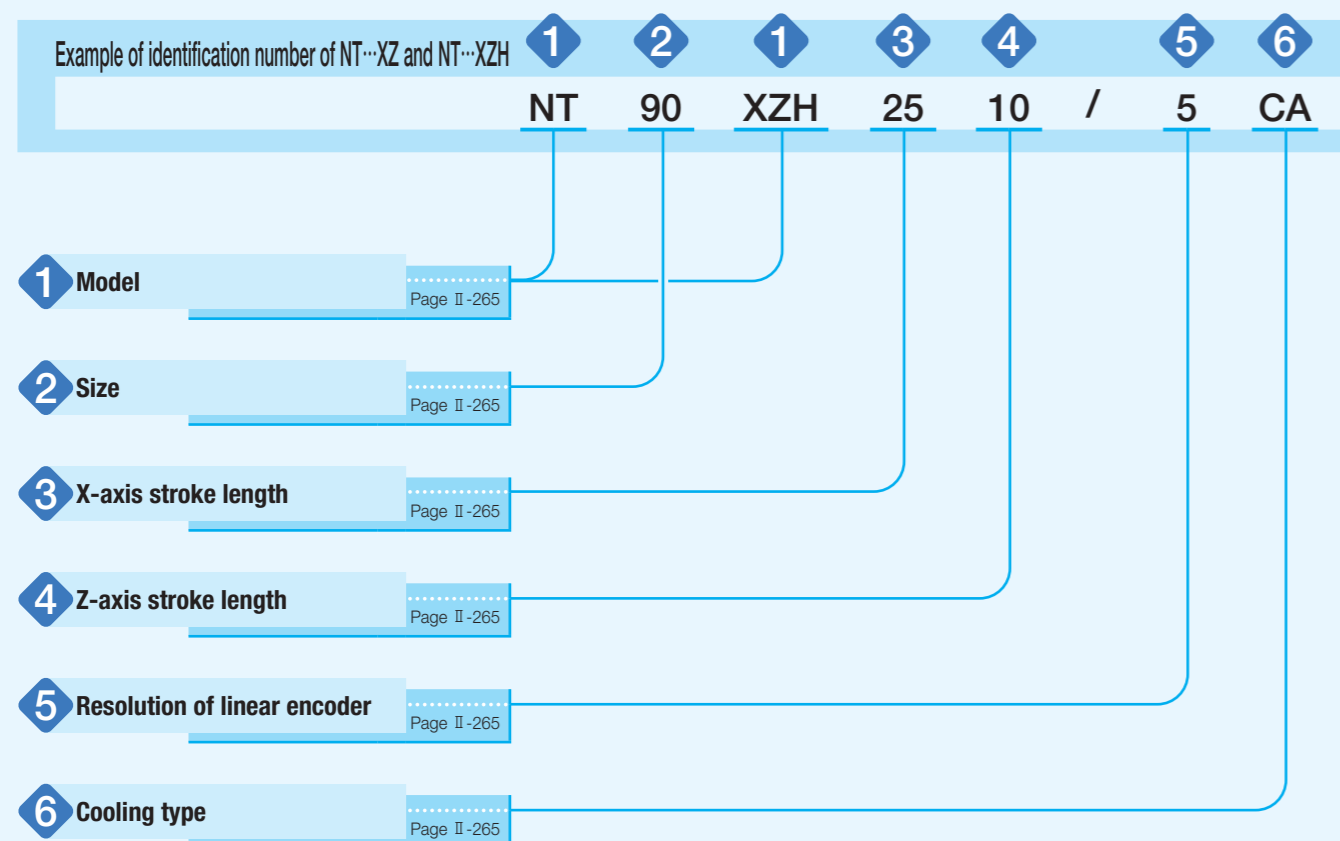 Example of identification number of NT…XZ and NT…XZH
1 2 1 3 4 5 6
NT 90 XZH 25 10 / 5 CA
1 Model
Page Ⅱ-265
2 Size
Page Ⅱ-265
3 X-axis stroke length
Page Ⅱ-265
4 Z-axis stroke length
Page Ⅱ-265
5 Resolution of linear encoder
Page Ⅱ-265
6 Cooling type
Page Ⅱ-265